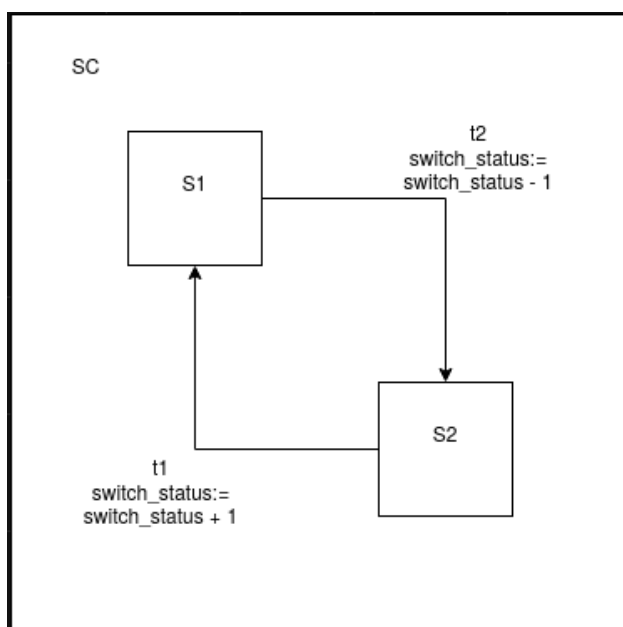 SC
S1
t2
switch_status:=
switch_status - 1
S2
t1
switch_status:=
switch_status + 1